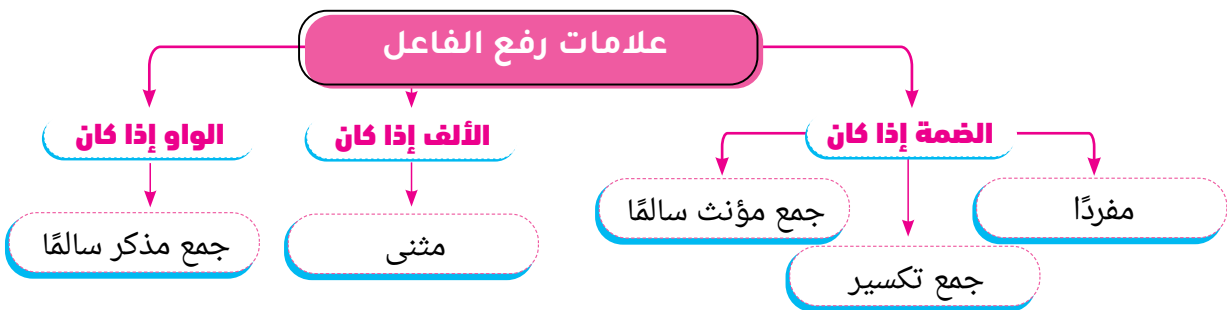 علامات رفع الفاعل
الضمة إذا كان
الألف إذا كان
الواو إذا كان
مفردًا
جمع تكسير
جمع مؤنث سالمًا
مثنى
جمع مذكر سالمًا